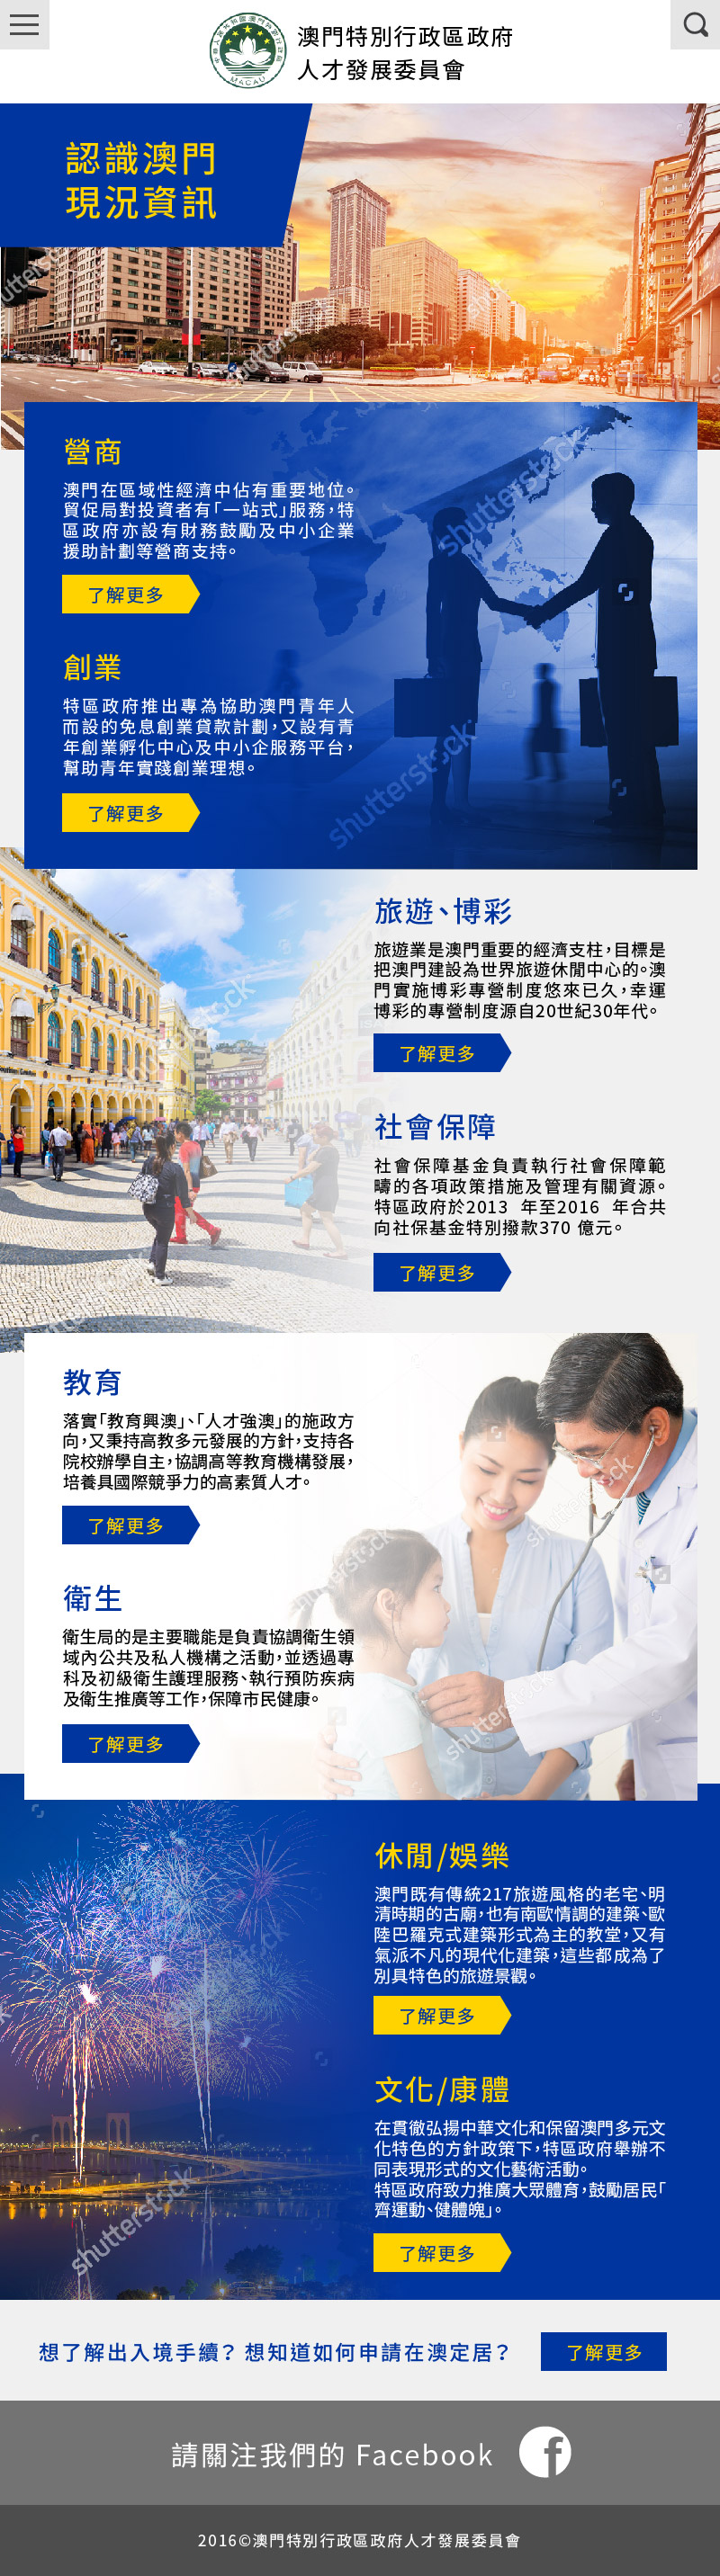 MACAU
澳門特別行政區政府
人才發展委員會
認識澳門
現況資訊
營商
澳門在區域性經濟中佔有重要地位。
貿促局對投資者有「一站式」服務，特
區政府亦設有財務鼓勵及中小企業
援助計劃等營商支持。
了解更多
創業
特區政府推出專為協助澳門青年人
而設的免息創業貸款計劃，又設有青
年創業孵化中心及中小企服務平台，
幫助青年實踐創業理想。
了解更多
旅遊、博彩
旅遊業是澳門重要的經濟支柱，目標是
把澳門建設為世界旅遊休閒中心的。澳
門實施博彩專營制度悠來已久，幸運
博彩的專營制度源自20世紀30年代。
了解更多
社會保障
社會保障基金負責執行社會保障範
疇的各項政策措施及管理有關資源。
特區政府於2013 年至2016 年合共
向社保基金特別撥款370 億元。
了解更多
教育
落實「教育興澳」、「人才強澳」的施政方
向，又秉持高教多元發展的方針，支持各
院校辦學自主，協調高等教育機構發展，
培養具國際競爭力的高素質人才。
了解更多
衛生
衛生局的是主要職能是負責協調衛生領
域內公共及私人機構之活動，並透過專
科及初級衛生護理服務、執行預防疾病
及衛生推廣等工作，保障市民健康。
了解更多
休閒/娛樂
澳門既有傳統217旅遊風格的老宅、明
清時期的古廟，也有南歐情調的建築、歐
陸巴羅克式建築形式為主的教堂，又有
氣派不凡的現代化建築，這些都成為了
別具特色的旅遊景觀。
了解更多
文化/康體
在貫徹弘揚中華文化和保留澳門多元文
化特色的方針政策下，特區政府舉辦不
同表現形式的文化藝術活動。
特區政府致力推廣大眾體育，鼓勵居民「
齊運動、健體魄」。
了解更多
想了解出入境手續？ 想知道如何申請在澳定居？
了解更多
請關注我們的 Facebook
2016©澳門特別行政區政府人才發展委員會
shutterstock
shutterstock
shutterstock
shutterstock
shutterstock
shutterstock
shutterstock